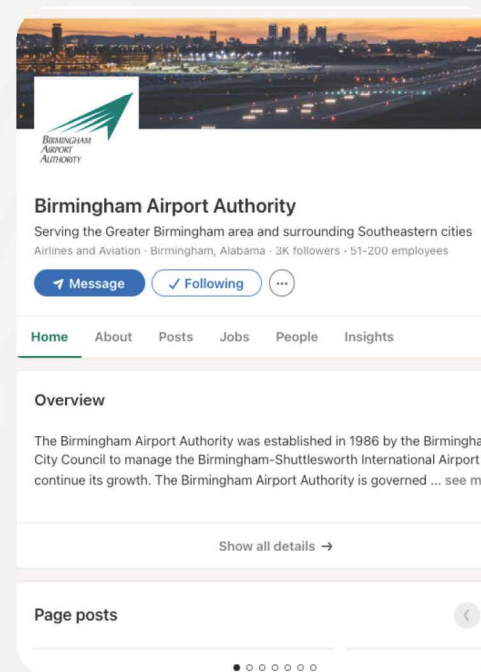 BIRMINGHAM
AIRPORT
AUTHORITY
Birmingham Airport Authority
Serving the Greater Birmingham area and surrounding Southeastern cities
Airlines and Aviation · Birmingham, Alabama · 3K followers · 51-200 employees
Message Following
Home About Posts Jobs People Insights
Overview
The Birmingham Airport Authority was established in 1986 by the Birmingha
City Council to manage the Birmingham-Shuttlesworth International Airport
continue its growth. The Birmingham Airport Authority is governed ... see m
Show all details →
Page posts